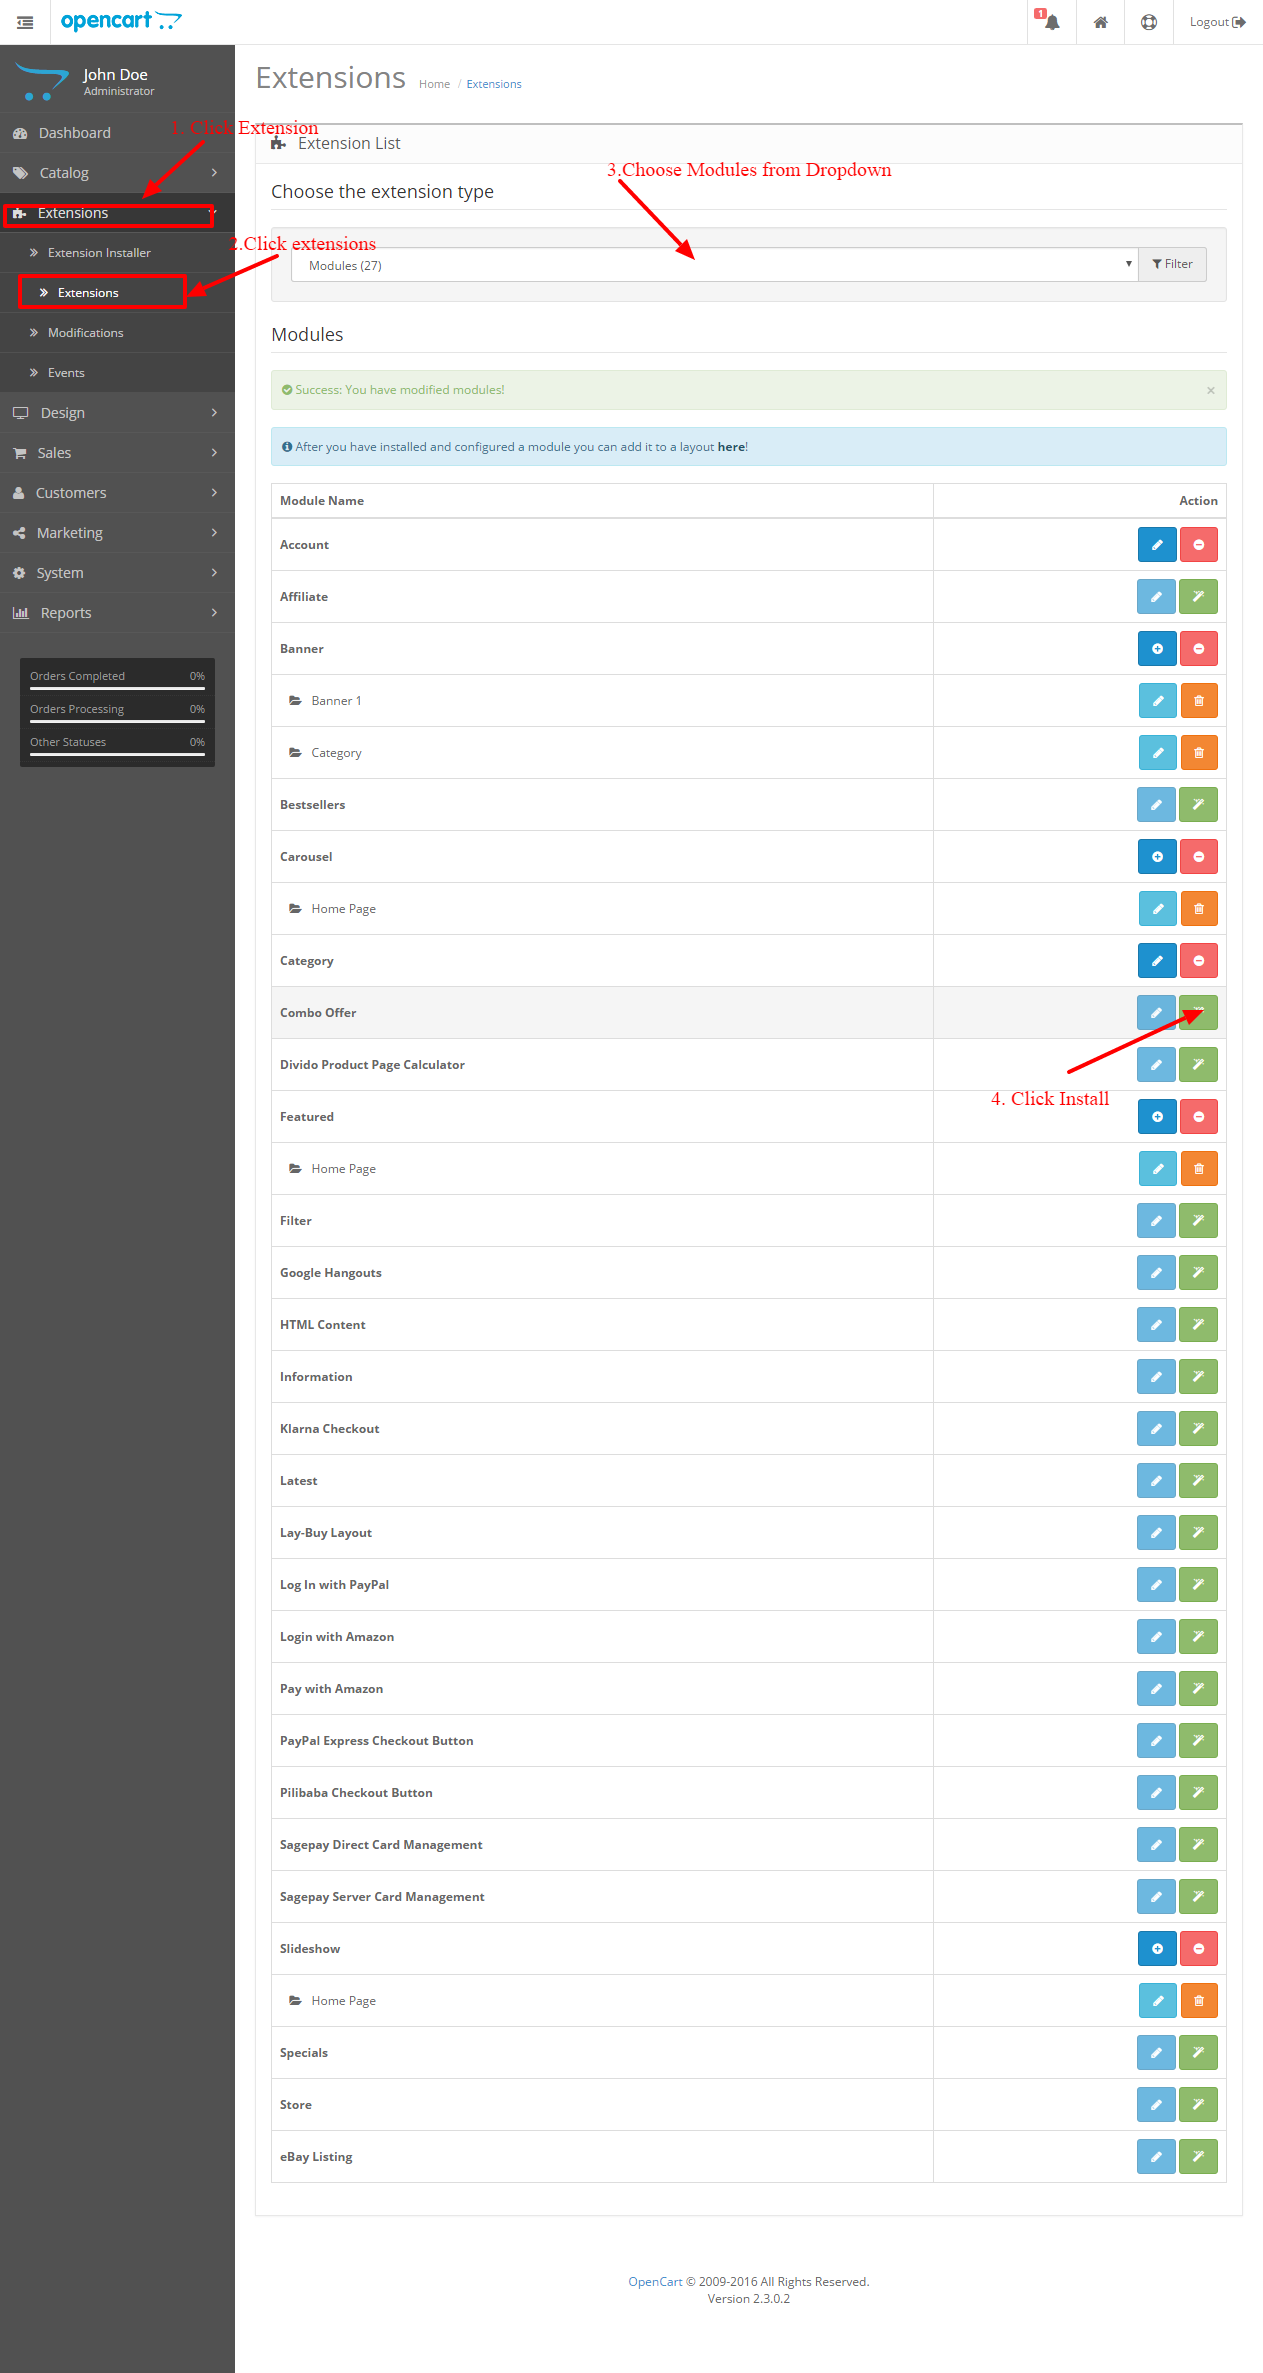 opencart
1
Logout
John Doe
Administrator
Extensions
Home / Extensions
Dashboard
1. Click Extension
Catalog
Extensions
Extension Installer
2.Click extensions
Extensions
Modifications
Events
Design
Sales
Customers
Marketing
System
Reports
Orders Completed 0%
Orders Processing 0%
Other Statuses 0%
Extension List
3.Choose Modules from Dropdown
Choose the extension type
Modules (27)
Filter
Modules
Success: You have modified modules! ×
After you have installed and configured a module you can add it to a layout here!
Module Name Action
Account
Affiliate
Banner
Banner 1
Category
Bestsellers
Carousel
Home Page
Category
Combo Offer
Divido Product Page Calculator
4. Click Install
Featured
Home Page
Filter
Google Hangouts
HTML Content
Information
Klarna Checkout
Latest
Lay-Buy Layout
Log In with PayPal
Login with Amazon
Pay with Amazon
PayPal Express Checkout Button
Pilibaba Checkout Button
Sagepay Direct Card Management
Sagepay Server Card Management
Slideshow
Home Page
Specials
Store
eBay Listing
OpenCart © 2009-2016 All Rights Reserved.
Version 2.3.0.2